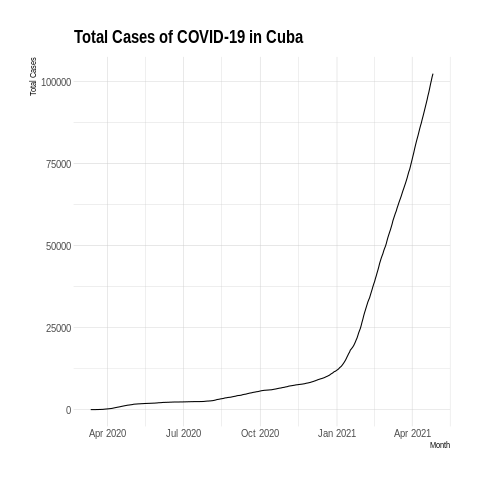 Total Cases of COVID-19 in Cuba
Total Cases
100000
75000
50000
25000
0
Apr 2020 Jul 2020 Oct 2020 Jan 2021 Apr 2021
Month